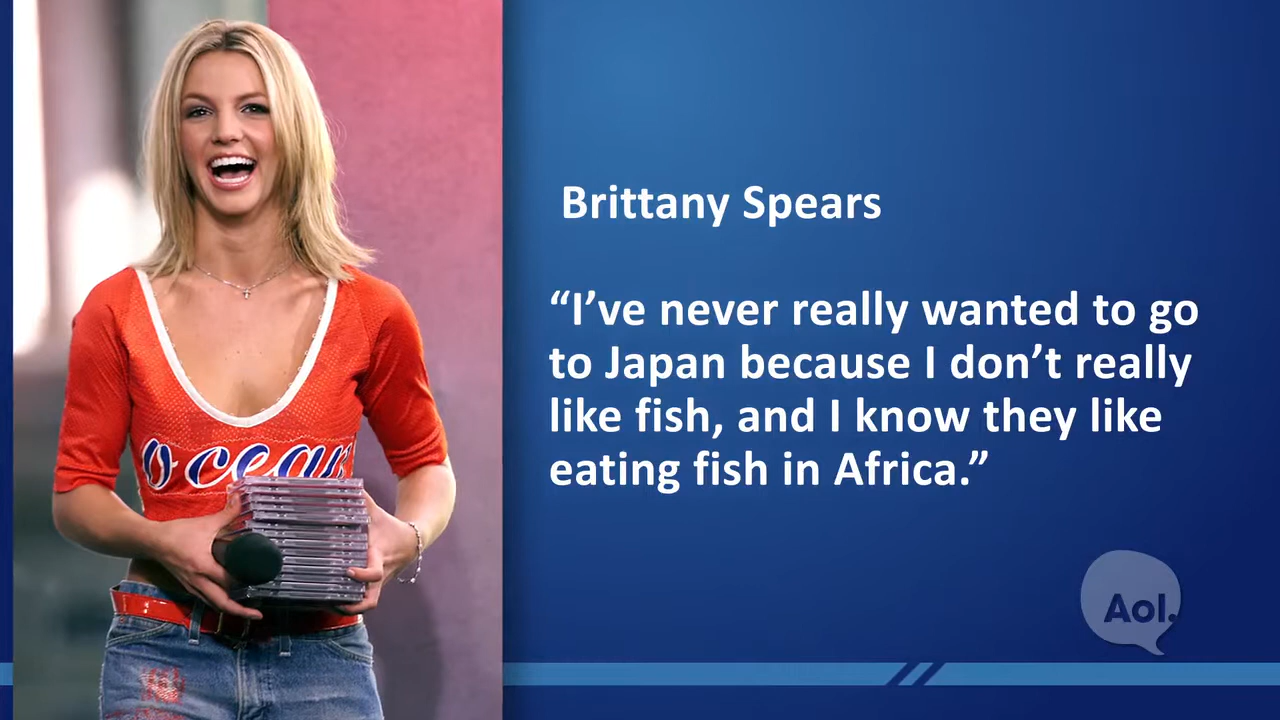 Brittany Spears
“I’ve never really wanted to go
to Japan because I don’t really
like fish, and I know they like
eating fish in Africa.”
ocean
Aol.